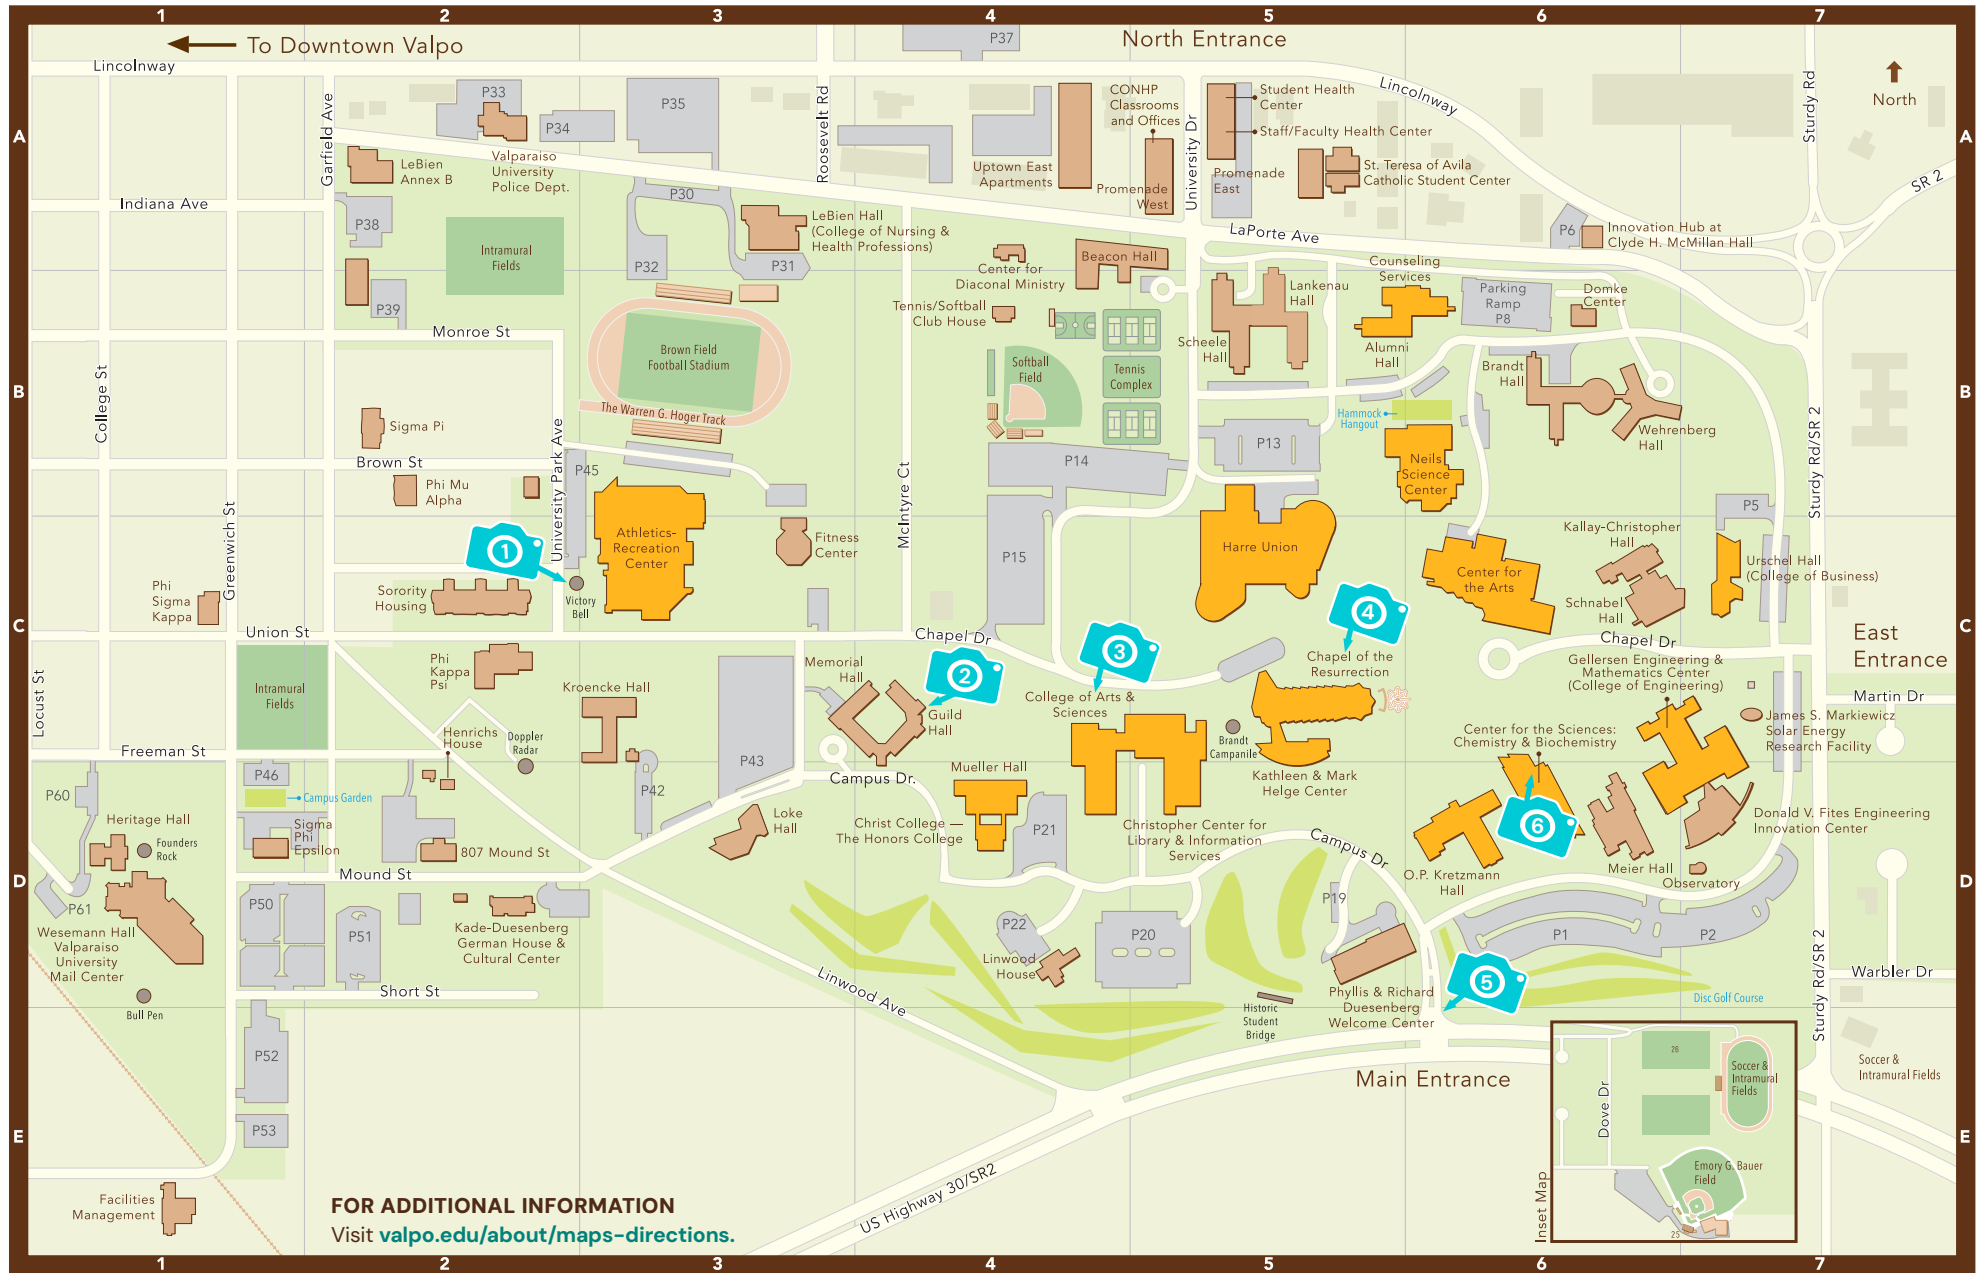 1 2 3 4 5 6 7
A
B
C
D
E
A
B
C
D
E
1 2 3 4 5 6 7
To Downtown Valpo
North Entrance
North
East
Entrance
Main Entrance
Lincolnway
Lincolnway
Indiana Ave
LaPorte Ave
Monroe St
Brown St
Union St
Chapel Dr
Chapel Dr
Freeman St
Campus Dr.
Campus Dr
Mound St
Short St
Linwood Ave
US Highway 30/SR2
Martin Dr
Warbler Dr
SR 2
Garfield Ave
Roosevelt Rd
University Dr
Sturdy Rd
Sturdy Rd/SR 2
Sturdy Rd/SR 2
College St
Greenwich St
Locust St
University Park Ave
McIntyre Ct
Dove Dr
P37
P33
P34
P35
P30
P38
P32
P31
P39
P6
Parking
Ramp
P8
P13
P14
P45
P15
P5
P43
P42
P46
P60
P61
P50
P51
P52
P53
P21
P22
P20
P19
P1
P2
Valparaiso
University
Police Dept.
LeBien
Annex B
Intramural
Fields
LeBien Hall
(College of Nursing &
Health Professions)
CONHP
Classrooms
and Offices
Student Health
Center
Staff/Faculty Health Center
Uptown East
Apartments
Promenade
West
Promenade
East
St. Teresa of Avila
Catholic Student Center
Innovation Hub at
Clyde H. McMillan Hall
Center for
Diaconal Ministry
Beacon Hall
Tennis/Softball
Club House
Lankenau
Hall
Scheele
Hall
Counseling
Services
Alumni
Hall
Domke
Center
Brandt
Hall
Wehrenberg
Hall
Brown Field
Football Stadium
The Warren G. Hoger Track
Softball
Field
Tennis
Complex
Hammock
Hangout
Neils
Science
Center
Sigma Pi
Phi Mu
Alpha
1
Victory
Bell
Athletics-
Recreation
Center
Fitness
Center
Harre Union
Center for
the Arts
Kallay-Christopher
Hall
Schnabel
Hall
Urschel Hall
(College of Business)
Phi
Sigma
Kappa
Sorority
Housing
Intramural
Fields
Phi
Kappa
Psi
Kroencke Hall
Henrichs
House
Doppler
Radar
Memorial
Hall
2
Guild
Hall
3
College of Arts &
Sciences
4
Chapel of the
Resurrection
Brandt
Campanile
Kathleen & Mark
Helge Center
Gellersen Engineering &
Mathematics Center
(College of Engineering)
Center for the Sciences:
Chemistry & Biochemistry
James S. Markiewicz
Solar Energy
Research Facility
Campus Garden
Heritage Hall
Founders
Rock
Sigma
Phi
Epsilon
807 Mound St
Loke
Hall
Mueller Hall
Christ College —
The Honors College
Christopher Center for
Library & Information
Services
6
O.P. Kretzmann
Hall
Meier Hall
Observatory
Donald V. Fites Engineering
Innovation Center
Wesemann Hall
Valparaiso
University
Mail Center
Bull Pen
Kade-Duesenberg
German House &
Cultural Center
Linwood
House
Historic
Student
Bridge
Phyllis & Richard
Duesenberg
Welcome Center
5
Disc Golf Course
Soccer &
Intramural Fields
Inset Map
26
Soccer &
Intramural
Fields
Emory G. Bauer
Field
25
Facilities
Management
FOR ADDITIONAL INFORMATION
Visit valpo.edu/about/maps-directions.